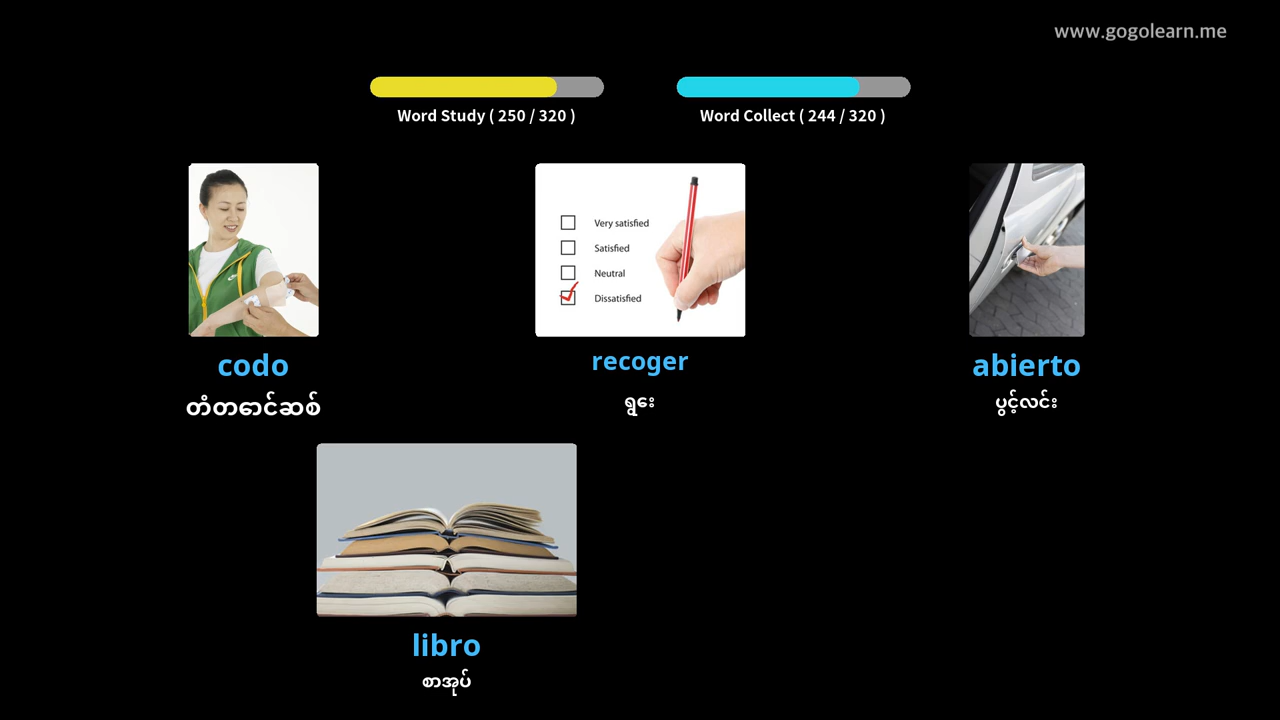 www.gogolearn.me
Word Study ( 250 / 320 )
Word Collect ( 244 / 320 )
Very satisfied
Satisfied
Neutral
Dissatisfied
codo
တံတောင်ဆစ်
recoger
ရွေး
abierto
ပွင့်လင်း
libro
စာအုပ်